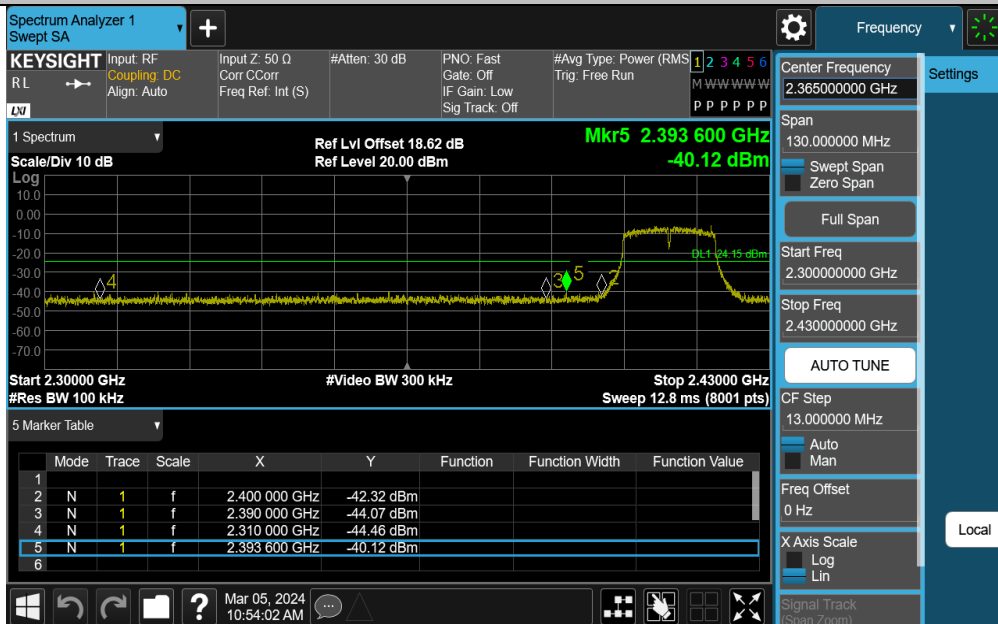 Spectrum Analyzer 1
Swept SA
+
Frequency
KEYSIGHT
RL
LXI
Input: RF
Coupling: DC
Align: Auto
Input Z: 50 Ω
Corr CCorr
Freq Ref: Int (S)
#Atten: 30 dB
PNO: Fast
Gate: Off
IF Gain: Low
Sig Track: Off
#Avg Type: Power (RMS
Trig: Free Run
1 2 3 4 5 6
M W W W W W
P P P P P P
1 Spectrum
Scale/Div 10 dB
Ref Lvl Offset 18.62 dB
Ref Level 20.00 dBm
Mkr5 2.393 600 GHz
-40.12 dBm
Log
10.0
0.00
-10.0
-20.0
-30.0
-40.0
-50.0
-60.0
-70.0
DL1 -24.15 dBm
4
3
5
2
Start 2.30000 GHz
#Video BW 300 kHz
Stop 2.43000 GHz
#Res BW 100 kHz
Sweep 12.8 ms (8001 pts)
5 Marker Table
Mode Trace Scale X Y Function Function Width Function Value
1
2 N 1 f 2.400 000 GHz -42.32 dBm
3 N 1 f 2.390 000 GHz -44.07 dBm
4 N 1 f 2.310 000 GHz -44.46 dBm
5 N 1 f 2.393 600 GHz -40.12 dBm
6
?
Mar 05, 2024
10:54:02 AM
Center Frequency
2.365000000 GHz
Settings
Span
130.000000 MHz
Swept Span
Zero Span
Full Span
Start Freq
2.300000000 GHz
Stop Freq
2.430000000 GHz
AUTO TUNE
CF Step
13.000000 MHz
Auto
Man
Freq Offset
0 Hz
Local
X Axis Scale
Log
Lin
Signal Track
(Span Zoom)